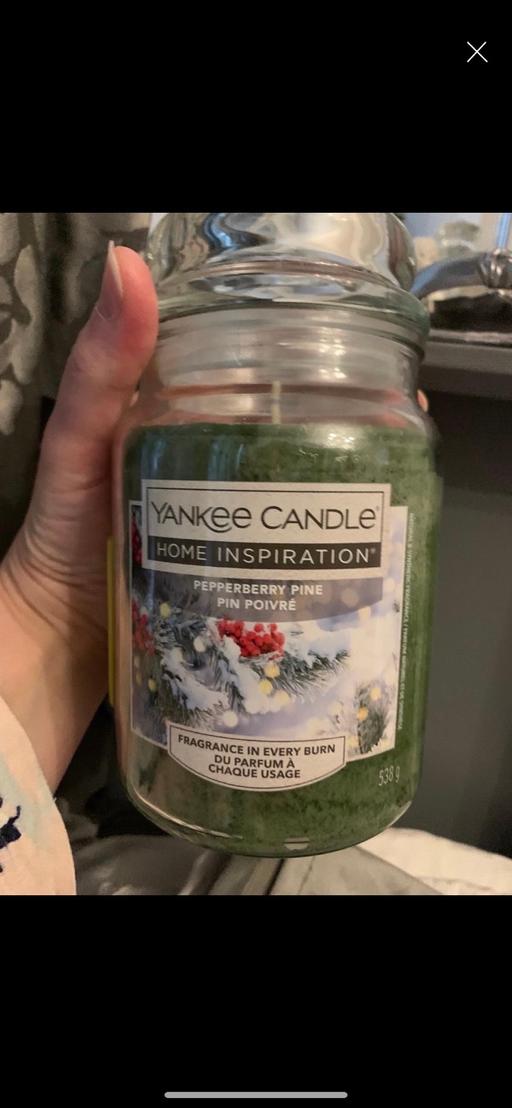 YANKEE CANDLE®
HOME INSPIRATION®
PEPPERBERRY PINE
PIN POIVRÉ
FRAGRANCE IN EVERY BURN
DU PARFUM À
CHAQUE USAGE
538 g